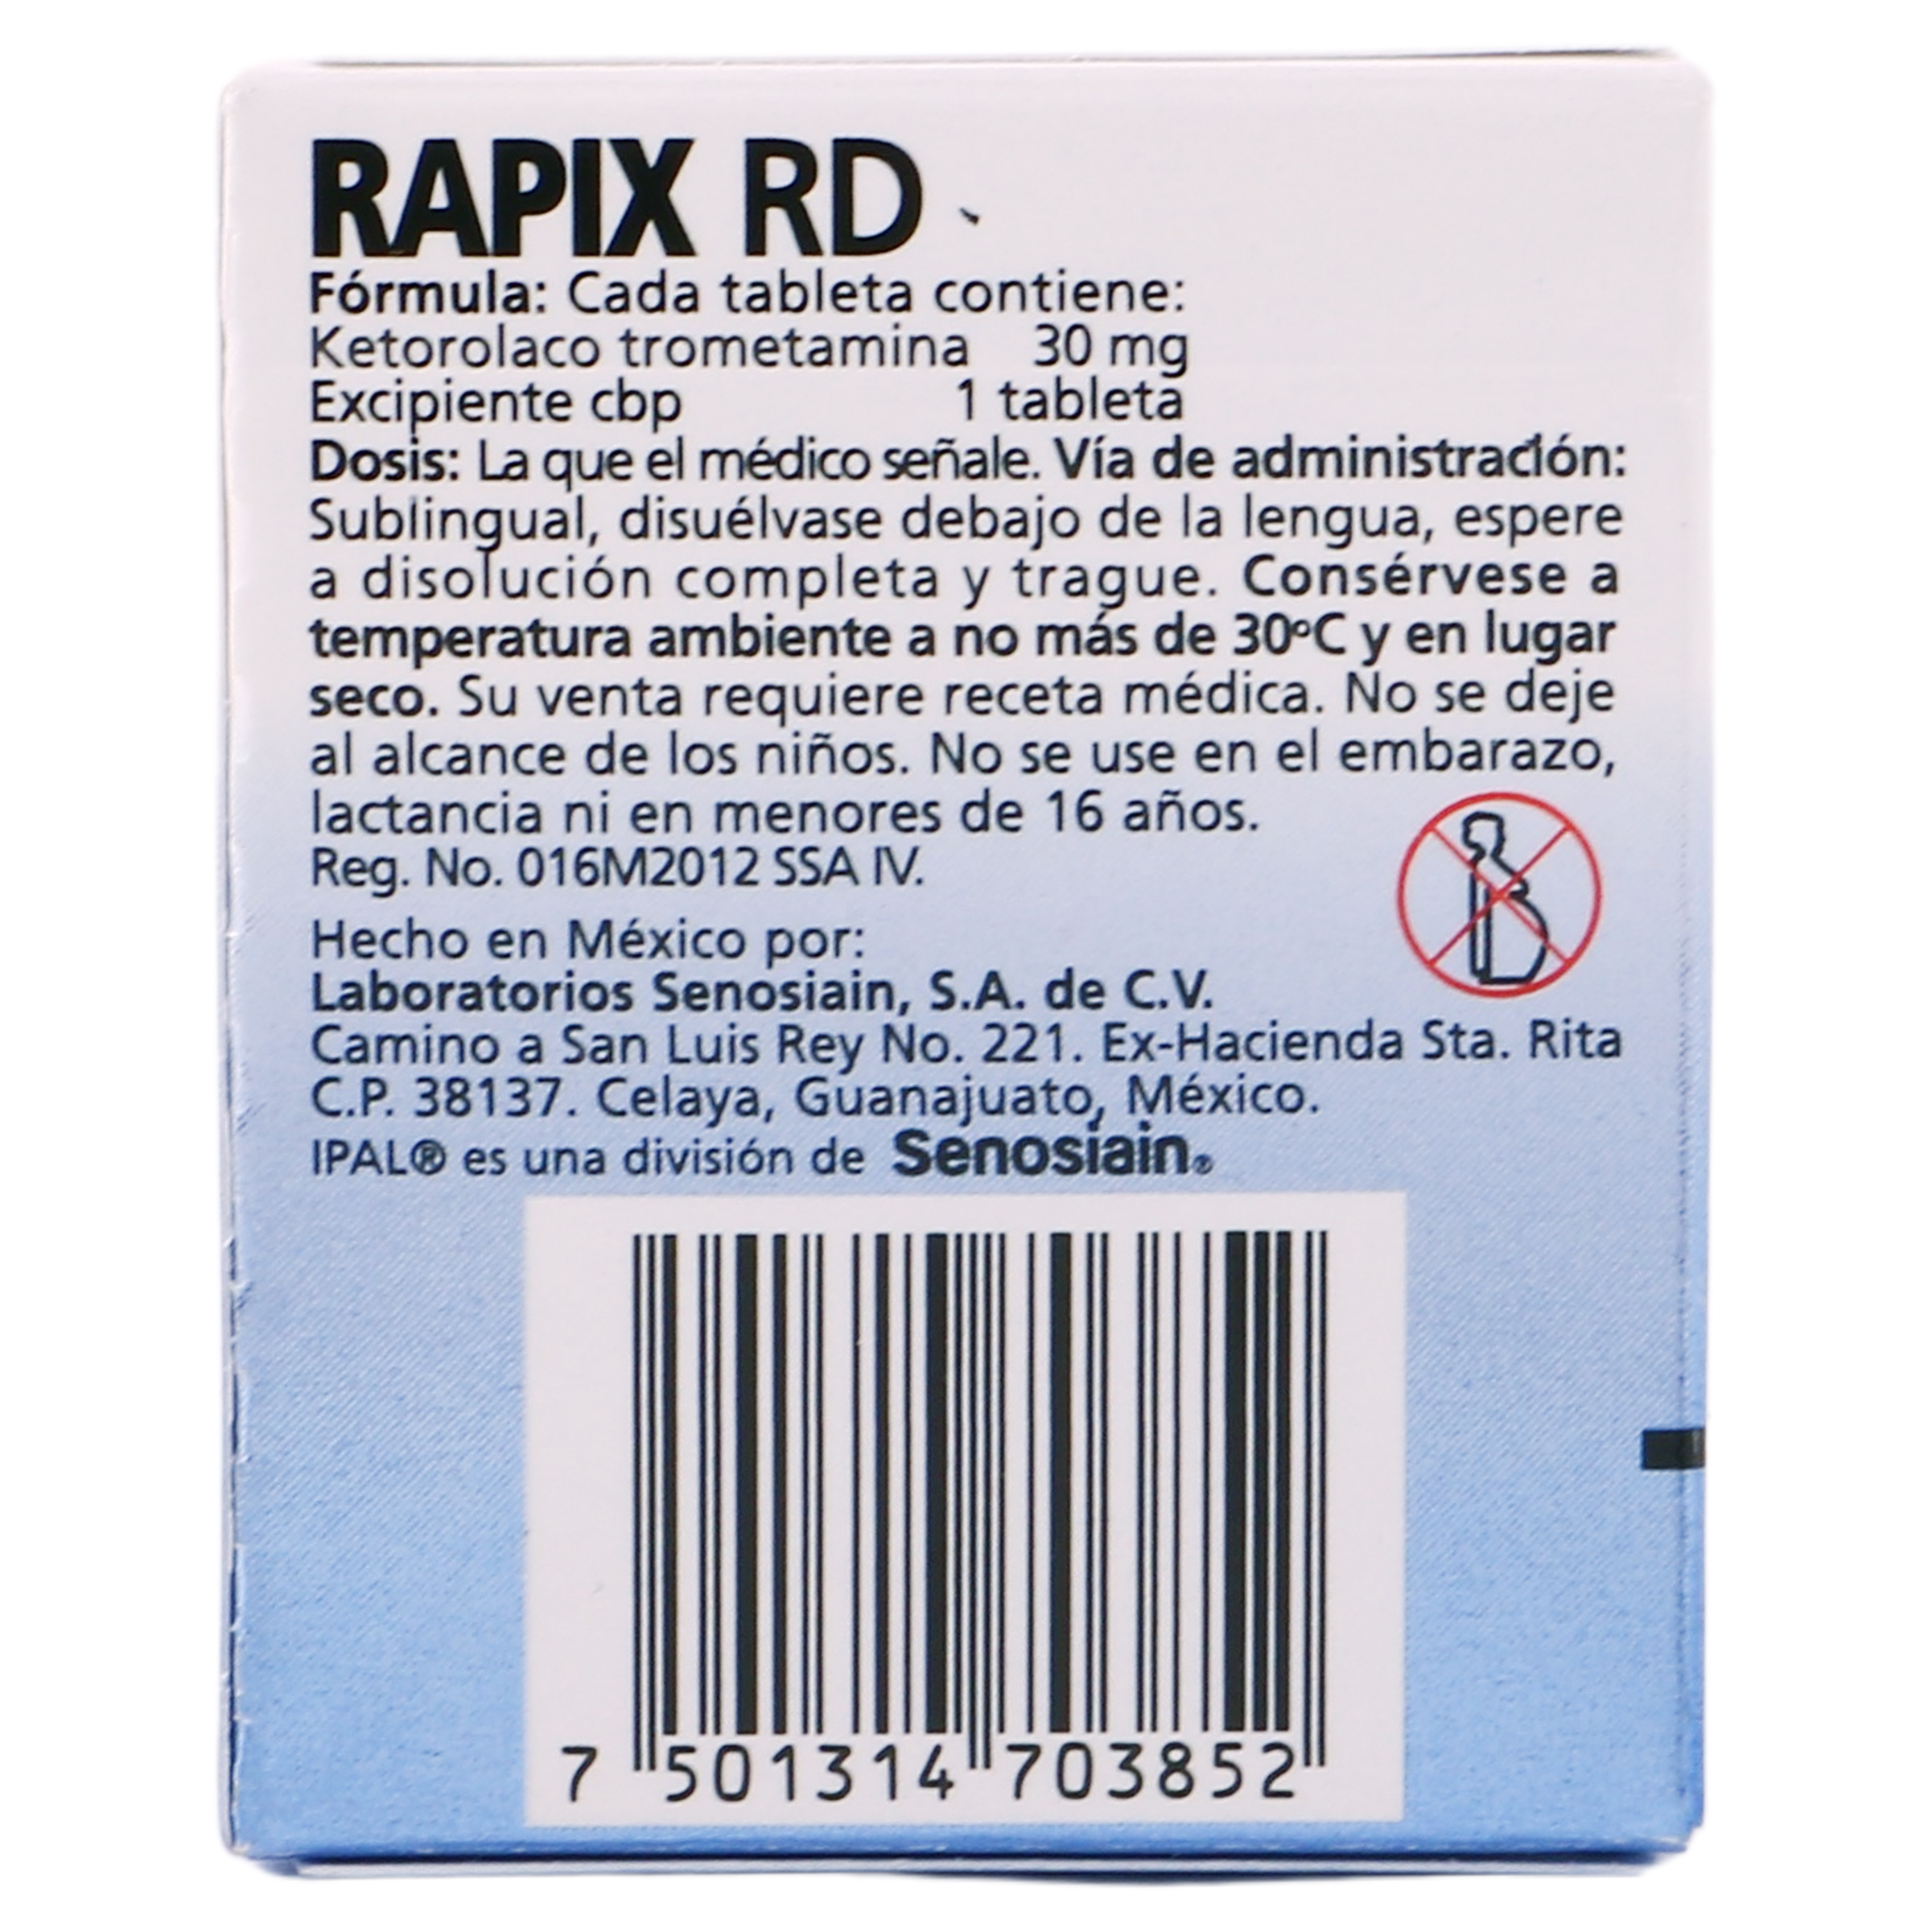 RAPIX RD
Fórmula: Cada tableta contiene:
Ketorolaco trometamina 30 mg
Excipiente cbp 1 tableta
Dosis: La que el médico señale. Vía de administración:
Sublingual, disuélvase debajo de la lengua, espere
a disolución completa y trague. Consérvese a
temperatura ambiente a no más de 30ºC y en lugar
seco. Su venta requiere receta médica. No se deje
al alcance de los niños. No se use en el embarazo,
lactancia ni en menores de 16 años.
Reg. No. 016M2012 SSA IV.
Hecho en México por:
Laboratorios Senosiain, S.A. de C.V.
Camino a San Luis Rey No. 221. Ex-Hacienda Sta. Rita
C.P. 38137. Celaya, Guanajuato, México.
IPAL® es una división de Senosiain®
7 501314 703852